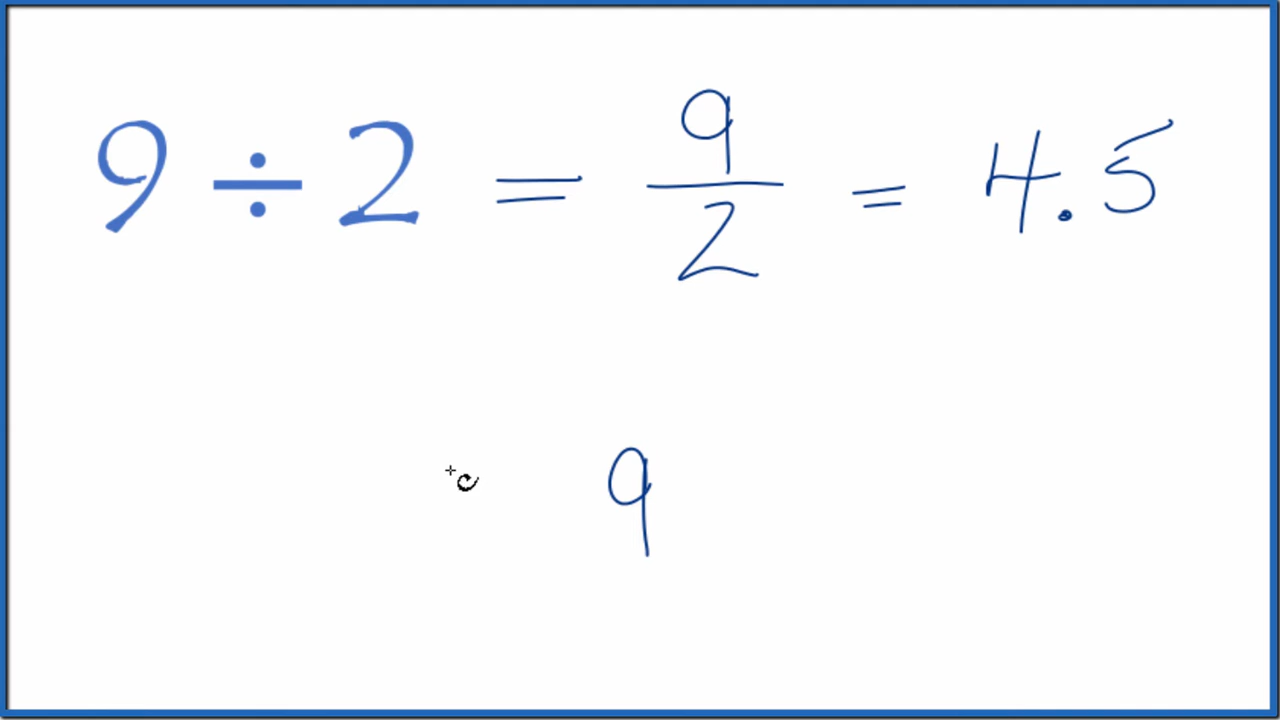 9 ÷ 2 = 9/2 = 4.5
9